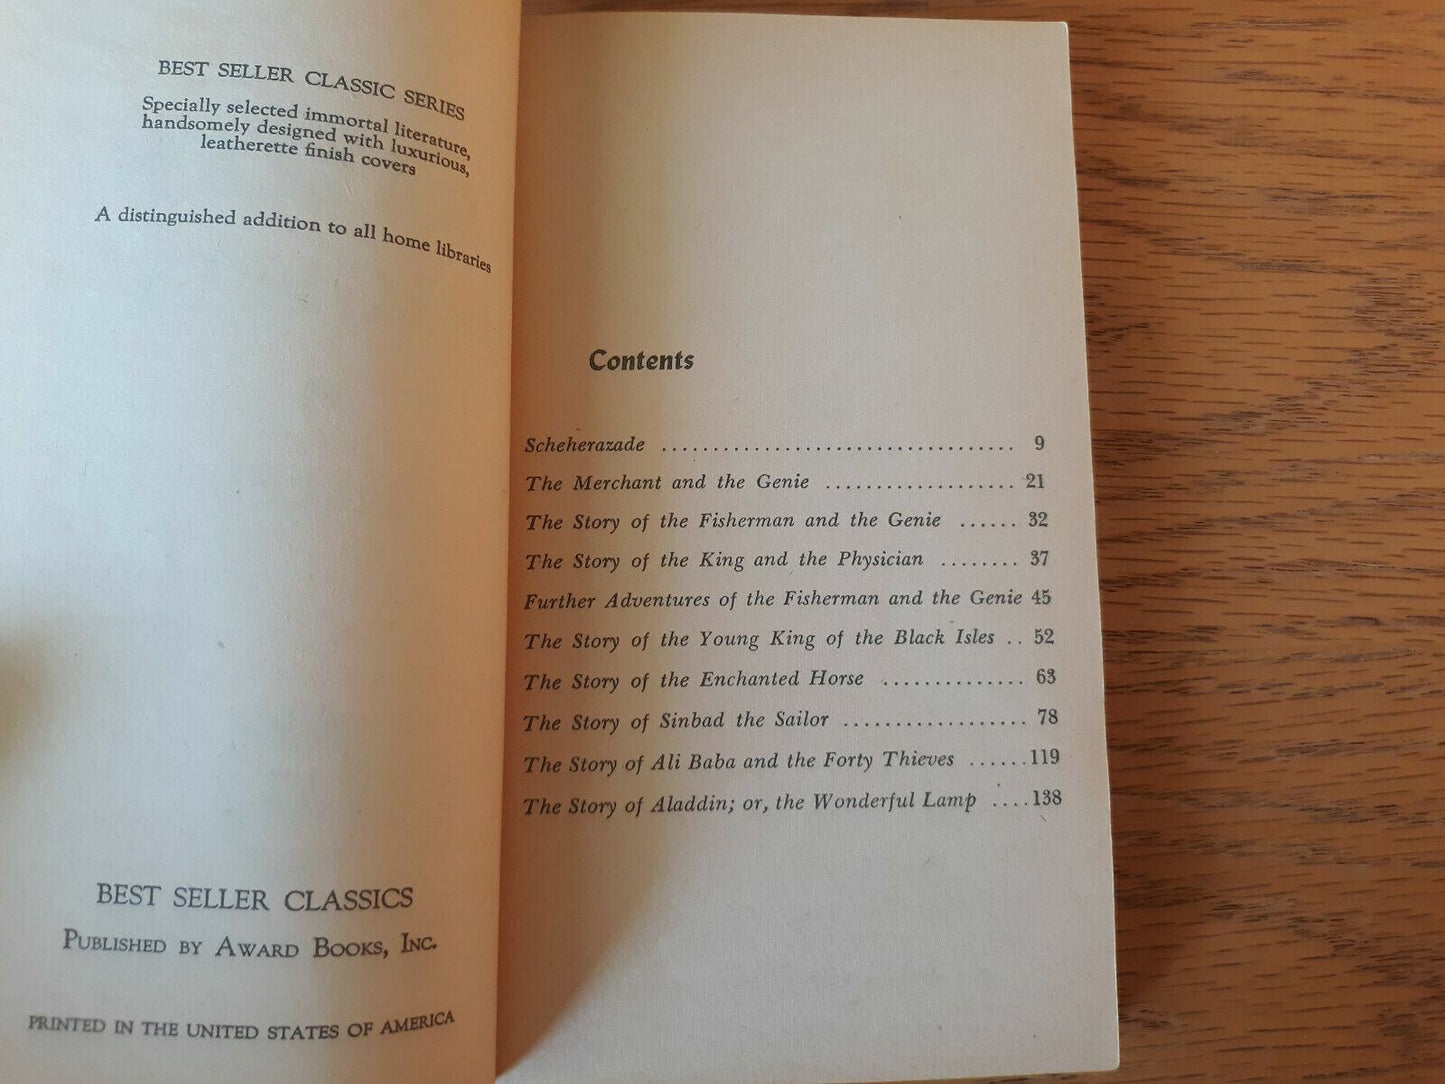 BEST SELLER CLASSIC SERIES
Specially selected immortal literature,
handsomely designed with luxurious,
leatherette finish covers
A distinguished addition to all home libraries
BEST SELLER CLASSICS
PUBLISHED BY AWARD BOOKS, INC.
PRINTED IN THE UNITED STATES OF AMERICA
Contents
Scheherazade .................................... 9
The Merchant and the Genie ................... 21
The Story of the Fisherman and the Genie ...... 32
The Story of the King and the Physician ........ 37
Further Adventures of the Fisherman and the Genie 45
The Story of the Young King of the Black Isles .. 52
The Story of the Enchanted Horse .............. 63
The Story of Sinbad the Sailor .................. 78
The Story of Ali Baba and the Forty Thieves ......119
The Story of Aladdin; or, the Wonderful Lamp ....138